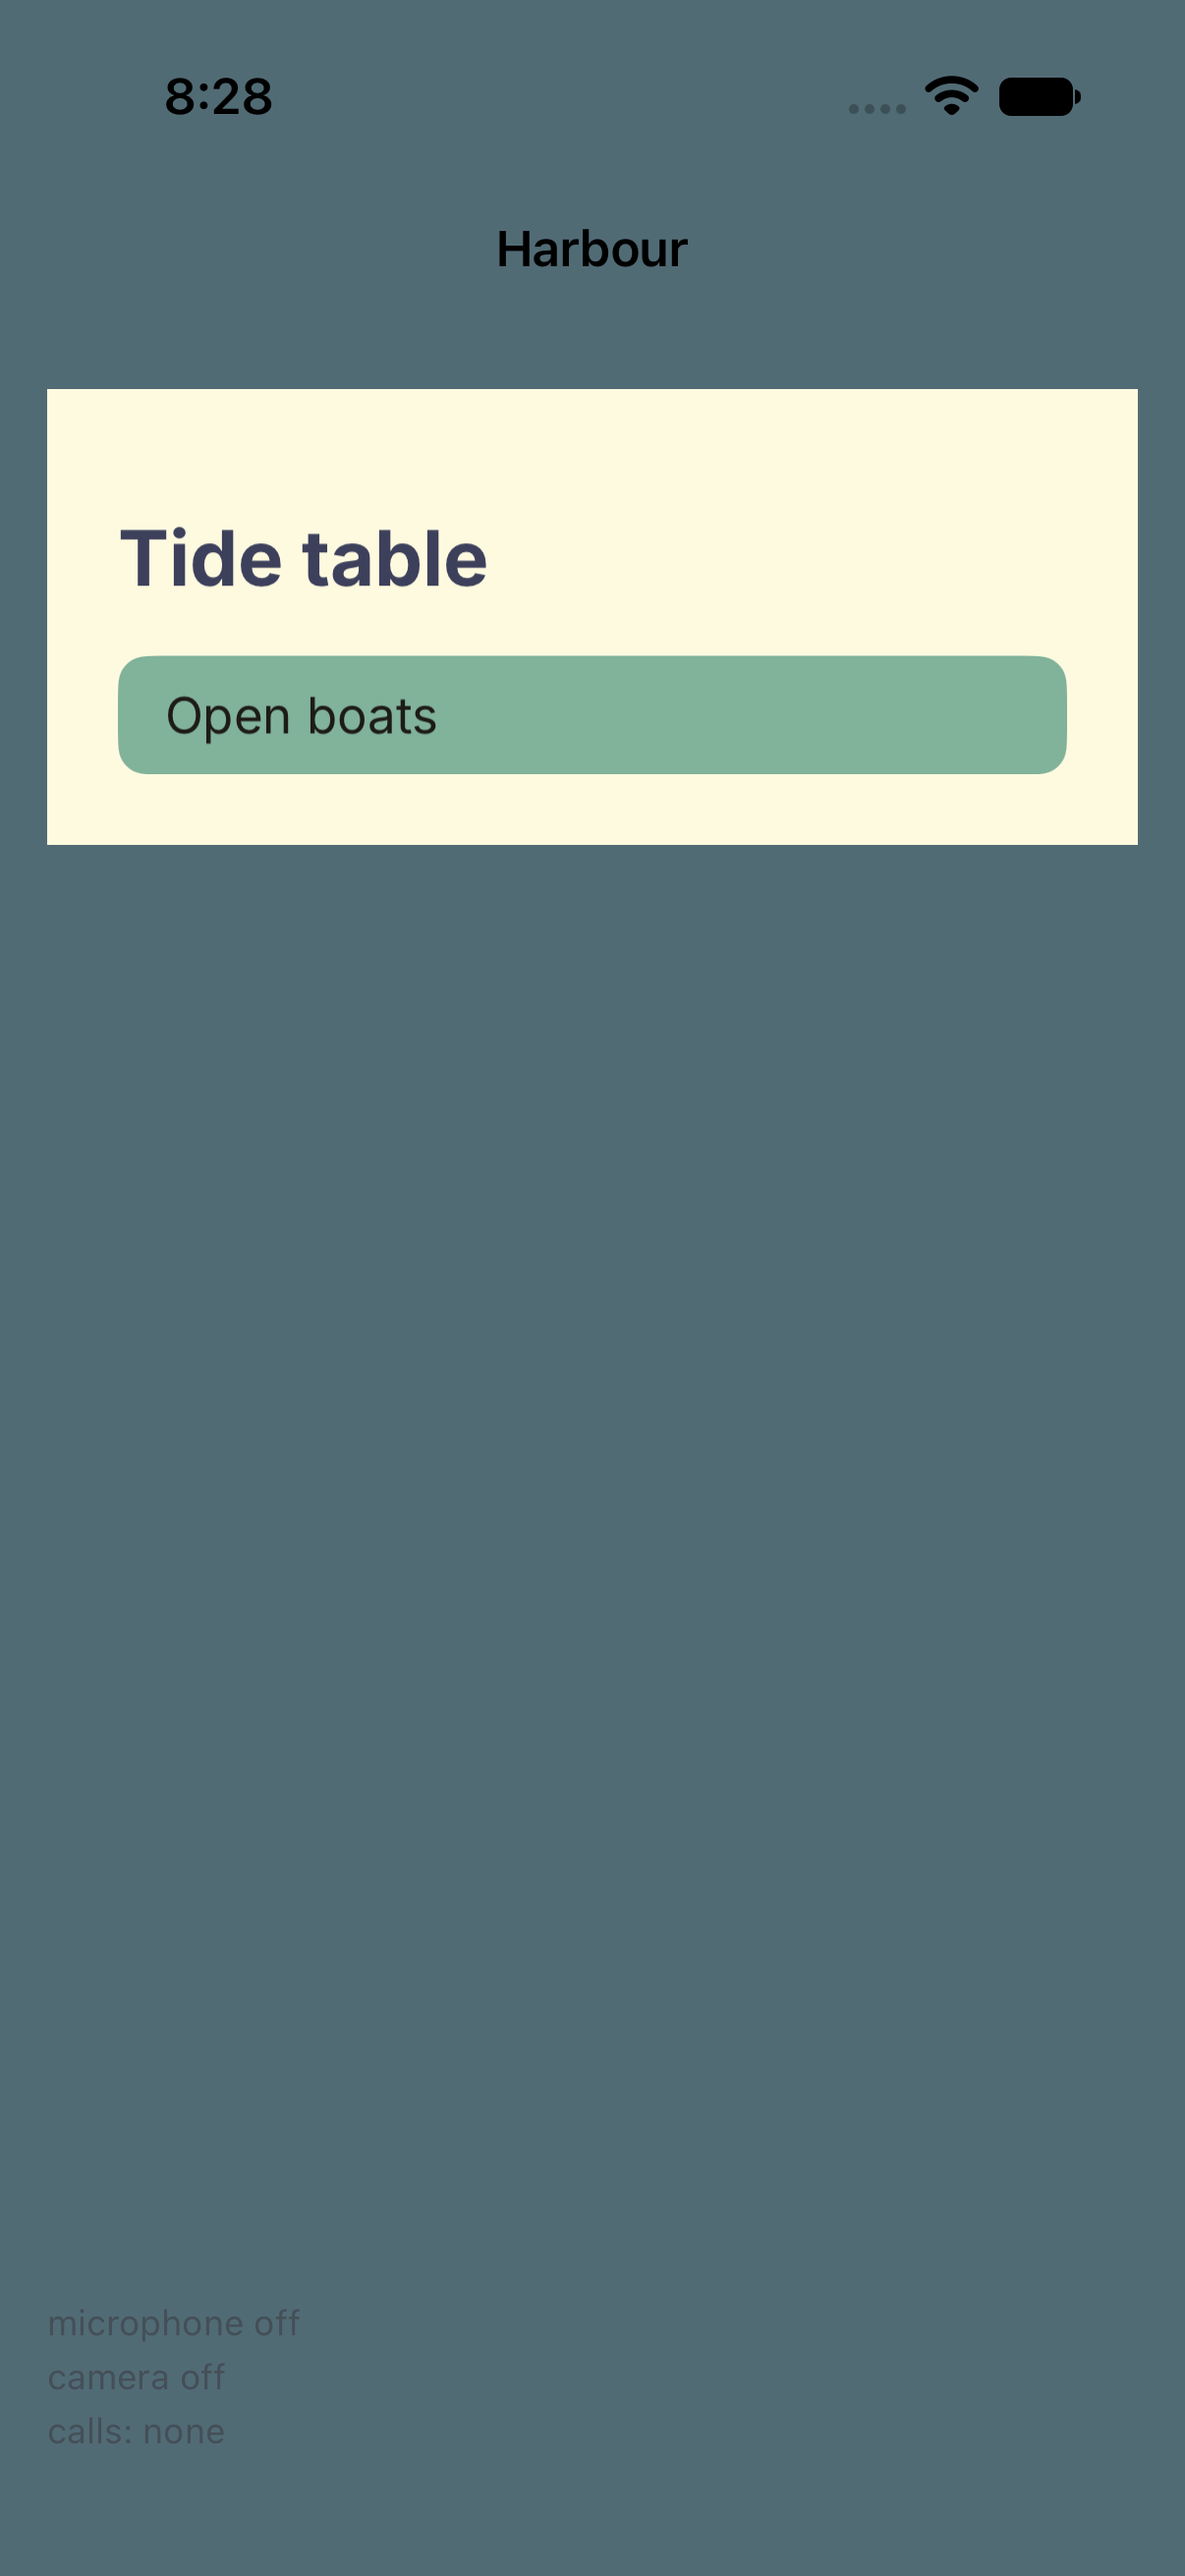 8:28
Harbour
Tide table
Open boats
microphone off
camera off
calls: none